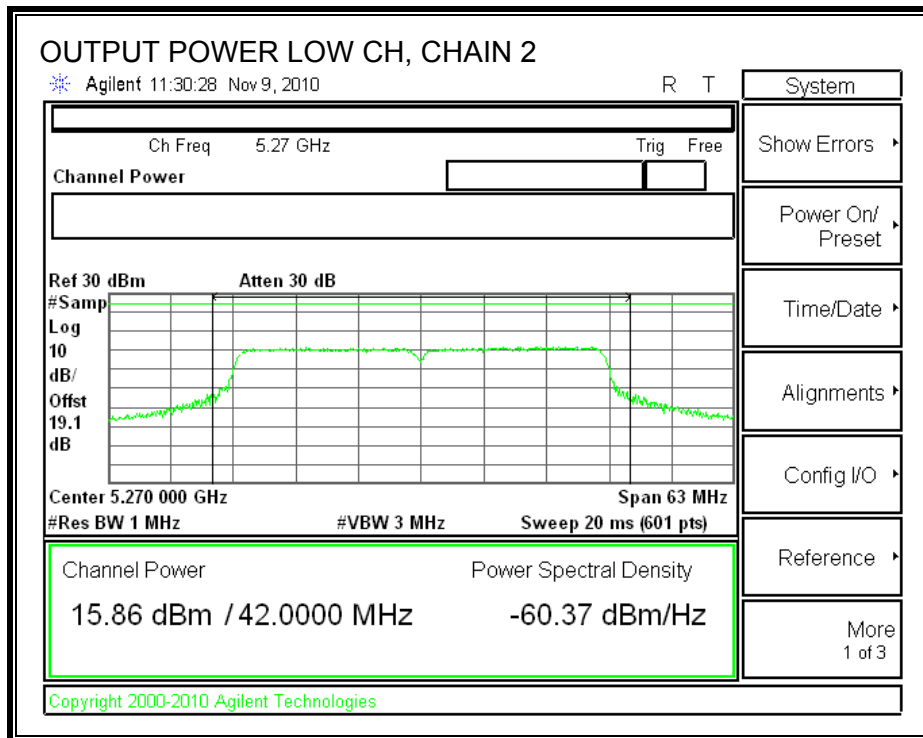 OUTPUT POWER LOW CH, CHAIN 2
Agilent 11:30:28 Nov 9, 2010 R T
System
Ch Freq 5.27 GHz Trig Free
Show Errors
Channel Power
Power On/
Preset
Ref 30 dBm Atten 30 dB
#Samp
Log
10
dB/
Offst
19.1
dB
Time/Date
Alignments
Config I/O
Center 5.270 000 GHz Span 63 MHz
#Res BW 1 MHz #VBW 3 MHz Sweep 20 ms (601 pts)
Channel Power Power Spectral Density
15.86 dBm / 42.0000 MHz -60.37 dBm/Hz
Reference
More
1 of 3
Copyright 2000-2010 Agilent Technologies